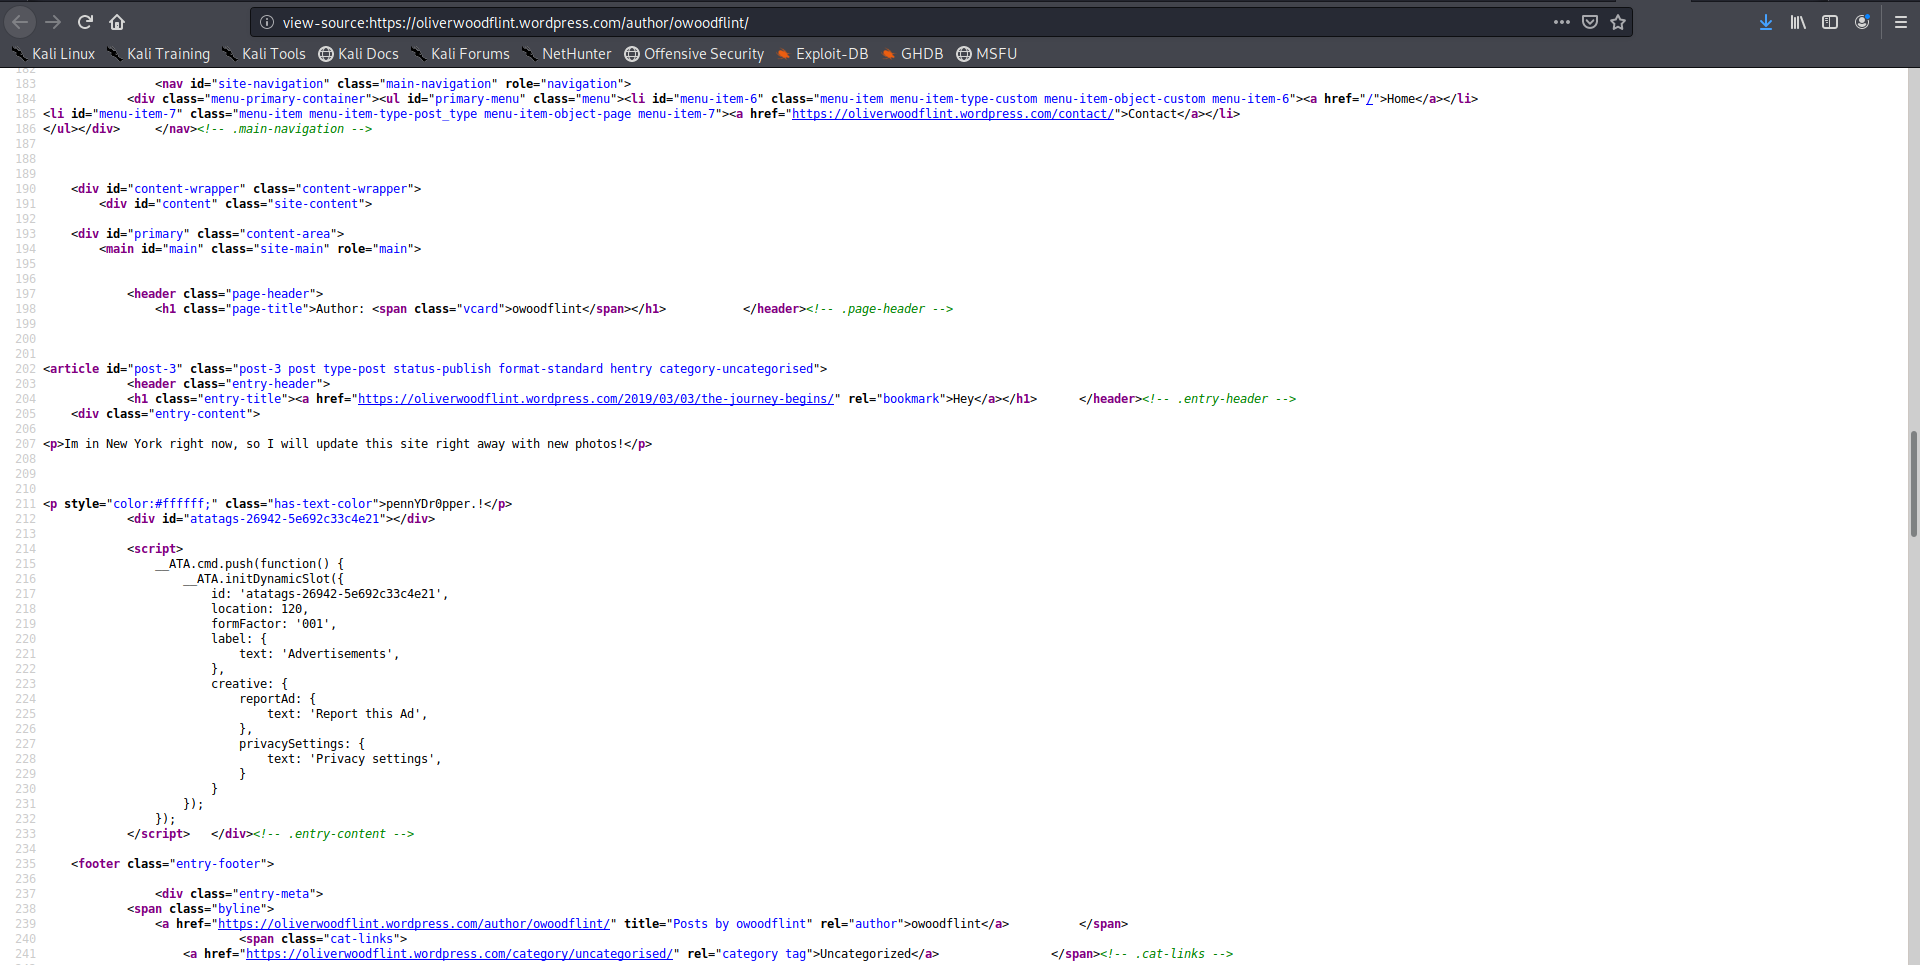 view-source:https://oliverwoodflint.wordpress.com/author/owoodflint/
Kali Linux Kali Training Kali Tools Kali Docs Kali Forums NetHunter Offensive Security Exploit-DB GHDB MSFU
182
183 <nav id="site-navigation" class="main-navigation" role="navigation">
184 <div class="menu-primary-container"><ul id="primary-menu" class="menu"><li id="menu-item-6" class="menu-item menu-item-type-custom menu-item-object-custom menu-item-6"><a href="/">Home</a></li>
185 <li id="menu-item-7" class="menu-item menu-item-type-post_type menu-item-object-page menu-item-7"><a href="https://oliverwoodflint.wordpress.com/contact/">Contact</a></li>
186 </ul></div> </nav><!-- .main-navigation -->
187
188
189
190 <div id="content-wrapper" class="content-wrapper">
191 <div id="content" class="site-content">
192
193 <div id="primary" class="content-area">
194 <main id="main" class="site-main" role="main">
195
196
197 <header class="page-header">
198 <h1 class="page-title">Author: <span class="vcard">owoodflint</span></h1> </header><!-- .page-header -->
199
200
201
202 <article id="post-3" class="post-3 post type-post status-publish format-standard hentry category-uncategorised">
203 <header class="entry-header">
204 <h1 class="entry-title"><a href="https://oliverwoodflint.wordpress.com/2019/03/03/the-journey-begins/" rel="bookmark">Hey</a></h1> </header><!-- .entry-header -->
205 <div class="entry-content">
206
207 <p>Im in New York right now, so I will update this site right away with new photos!</p>
208
209
210
211 <p style="color:#ffffff;" class="has-text-color">pennYDr0pper.!</p>
212 <div id="atatags-26942-5e692c33c4e21"></div>
213
214 <script>
215 __ATA.cmd.push(function() {
216 __ATA.initDynamicSlot({
217 id: 'atatags-26942-5e692c33c4e21',
218 location: 120,
219 formFactor: '001',
220 label: {
221 text: 'Advertisements',
222 },
223 creative: {
224 reportAd: {
225 text: 'Report this Ad',
226 },
227 privacySettings: {
228 text: 'Privacy settings',
229 }
230 }
231 });
232 });
233 </script> </div><!-- .entry-content -->
234
235 <footer class="entry-footer">
236
237 <div class="entry-meta">
238 <span class="byline">
239 <a href="https://oliverwoodflint.wordpress.com/author/owoodflint/" title="Posts by owoodflint" rel="author">owoodflint</a> </span>
240 <span class="cat-links">
241 <a href="https://oliverwoodflint.wordpress.com/category/uncategorised/" rel="category tag">Uncategorized</a> </span><!-- .cat-links -->